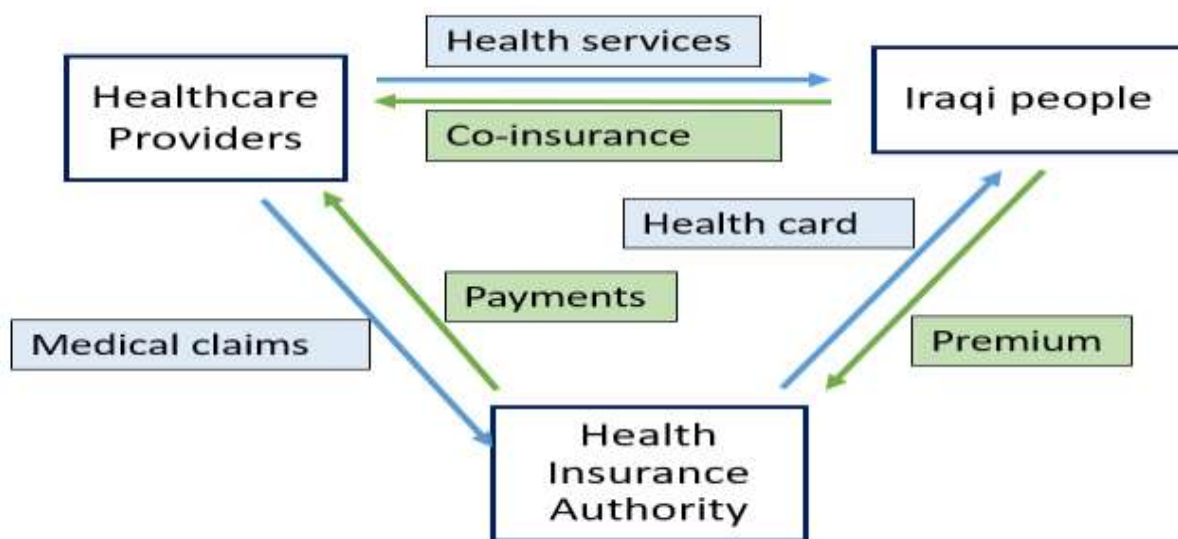 Health services
Healthcare
Providers
Iraqi people
Co-insurance
Health card
Payments
Medical claims
Premium
Health
Insurance
Authority